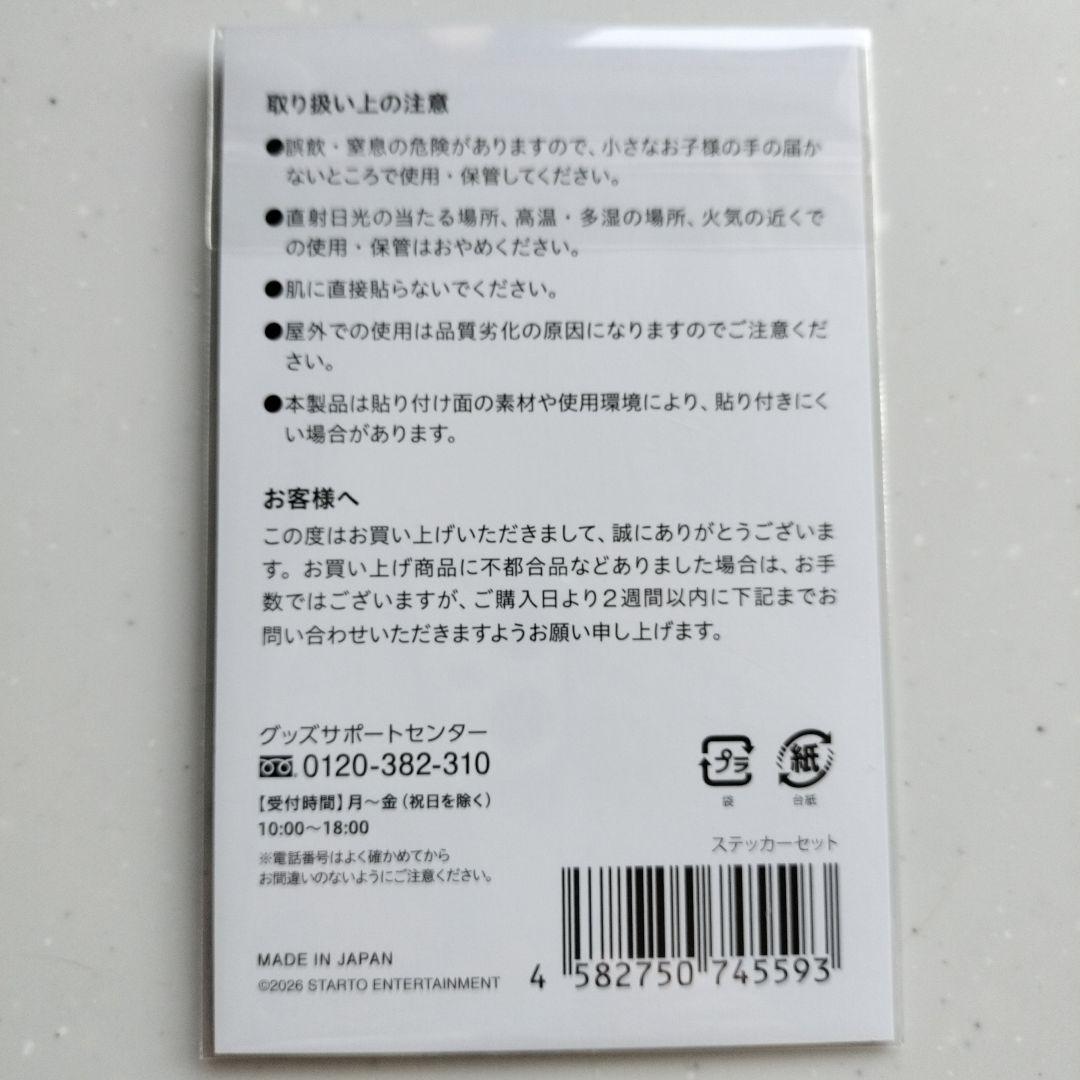 取り扱い上の注意
●誤飲・窒息の危険がありますので、小さなお子様の手の届か
ないところで使用・保管してください。
●直射日光の当たる場所、高温・多湿の場所、火気の近くで
の使用・保管はおやめください。
●肌に直接貼らないでください。
●屋外での使用は品質劣化の原因になりますのでご注意くだ
さい。
●本製品は貼り付け面の素材や使用環境により、貼り付きにく
い場合があります。
お客様へ
この度はお買い上げいただきまして、誠にありがとうございま
す。お買い上げ商品に不都合品などありました場合は、お手
数ではございますが、ご購入日より2週間以内に下記までお
問い合わせいただきますようお願い申し上げます。
グッズサポートセンター
0120-382-310
【受付時間】月〜金（祝日を除く）
10:00〜18:00
※電話番号はよく確かめてから
お間違いのないようにご注意ください。
プラ
袋
紙
台紙
ステッカーセット
MADE IN JAPAN
©2026 STARTO ENTERTAINMENT
4 582750 745593